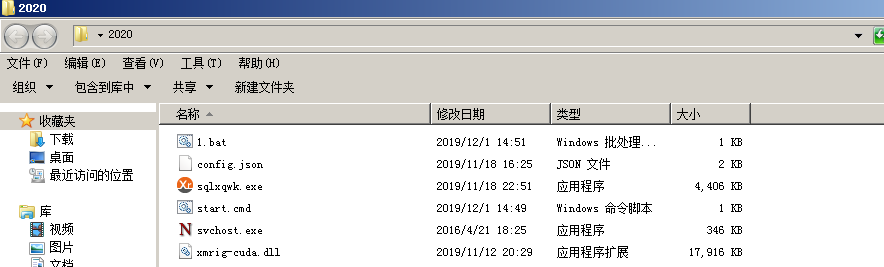 2020
2020
文件(F) 编辑(E) 查看(V) 工具(T) 帮助(H)
组织 包含到库中 共享 新建文件夹
收藏夹
下载
桌面
最近访问的位置
库
视频
图片
文档
名称 修改日期 类型 大小
1.bat 2019/12/1 14:51 Windows 批处理... 1 KB
config.json 2019/11/18 16:25 JSON 文件 2 KB
sqlxqwk.exe 2019/11/18 22:51 应用程序 4,406 KB
start.cmd 2019/12/1 14:49 Windows 命令脚本 1 KB
svchost.exe 2016/4/21 18:25 应用程序 346 KB
xmrig-cuda.dll 2019/11/12 20:29 应用程序扩展 17,916 KB